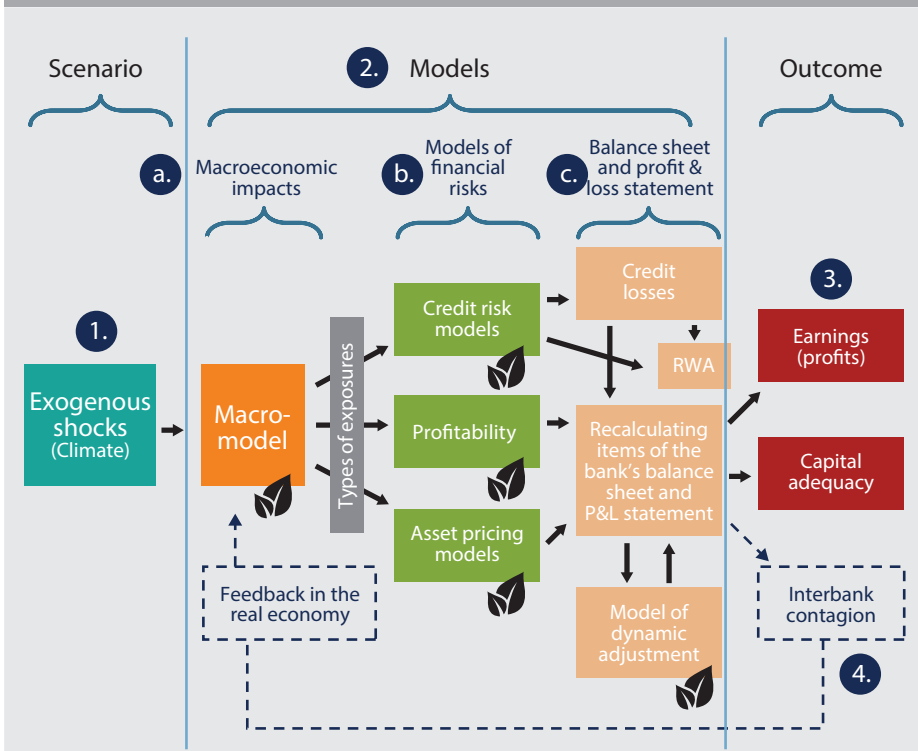 Scenario
2.
Models
Outcome
a.
Macroeconomic
impacts
b.
Models of
financial
risks
c.
Balance sheet
and profit &
loss statement
1.
Exogenous
shocks
(Climate)
Macro-
model
Types of exposures
Credit risk
models
Profitability
Asset pricing
models
Credit
losses
RWA
Recalculating
items of the
bank's balance
sheet and
P&L statement
Model of
dynamic
adjustment
3.
Earnings
(profits)
Capital
adequacy
Feedback in the
real economy
Interbank
contagion
4.